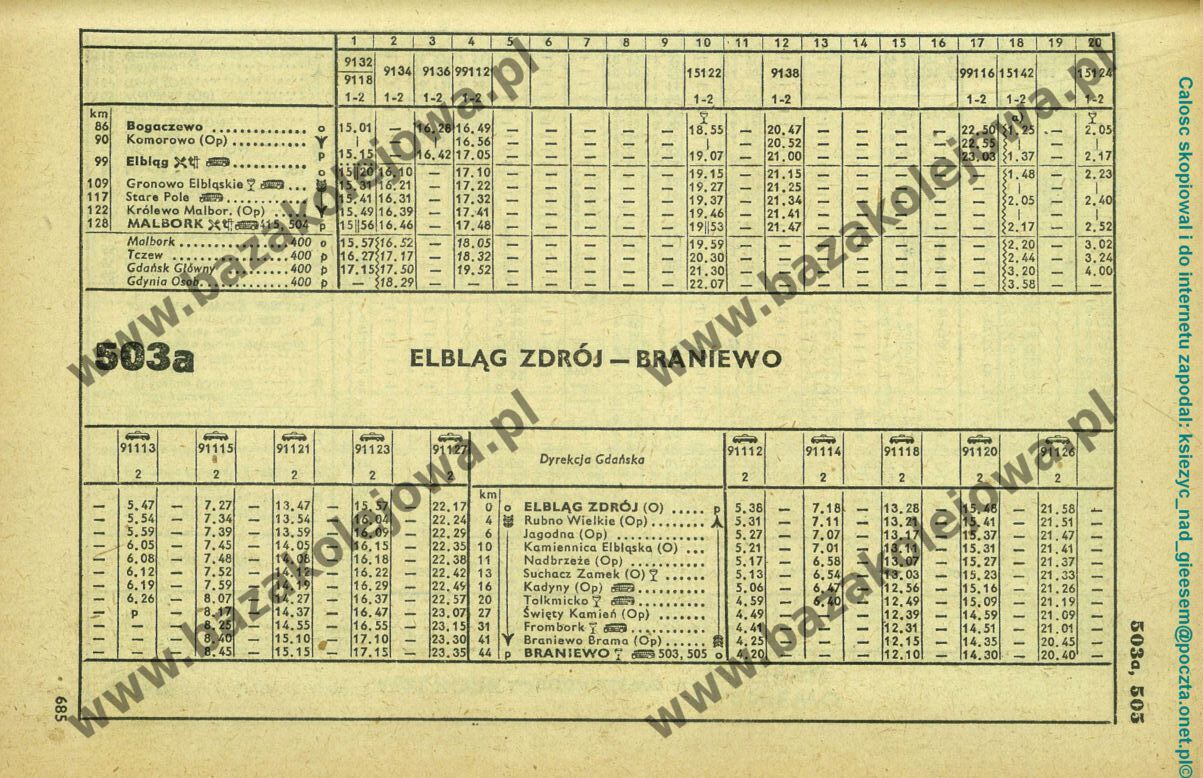 1 2 3 4 5 6 7 8 9 10 11 12 13 14 15 16 17 18 19 20
9132 9118 9134 9136 99112 15122 9138 99116 15142 15124
1-2 1-2 1-2 1-2 1-2 1-2 1-2 1-2 1-2
km
86 Bogaczewo o 15.01 — 16.28 16.49 — — — — — 18.55 — 20.47 — — — — 22.50 1.25 — 2.05
90 Komorowo (Op) | | | 16.56 — — — — — | — 20.52 — — — — 22.55 | — |
99 Elbląg p 15.15 | 16.42 17.05 — — — — — 19.07 — 21.00 — — — — 23.03 1.37 — 2.17
o 15 20 16.10 — 17.10 — — — — — 19.15 — 21.15 — — — — — 1.48 — 2.23
109 Gronowo Elbląskie 15.31 16.21 — 17.22 — — — — — 19.27 — 21.25 — — — — — | — |
117 Stare Pole 15.41 16.31 — 17.32 — — — — — 19.37 — 21.34 — — — — — 2.05 — 2.40
122 Królewo Malbor. (Op) 15.49 16.39 — 17.41 — — — — — 19.46 — 21.41 — — — — — | — |
128 MALBORK 415, 504 p 15||56 16.46 — 17.48 — — — — — 19||53 — 21.47 — — — — — 2.17 — 2.52
Malbork 400 o 15.57 16.52 — 18.05 — — — — — 19.59 — — — — — — — 2.20 — 3.02
Tczew 400 p 16.27 17.17 — 18.32 — — — — — 20.30 — — — — — — — 2.44 — 3.24
Gdańsk Główny 400 p 17.15 17.50 — 19.52 — — — — — 21.30 — — — — — — — 3.20 — 4.00
Gdynia Osob. 400 p — 18.29 — — — — — — — 22.07 — — — — — — — 3.58 — —
503a ELBLĄG ZDRÓJ — BRANIEWO
91113 91115 91121 91123 91127 Dyrekcja Gdańska 91112 91114 91118 91120 91126
2 2 2 2 2 2 2 2 2 2
km
— 5.47 — 7.27 — 13.47 — 15.57 — 22.17 0 o ELBLĄG ZDRÓJ (O) p 5.38 — 7.18 — 13.28 — 15.48 — 21.58 —
— 5.54 — 7.34 — 13.54 — 16.04 — 22.24 4 Rubno Wielkie (Op) 5.31 — 7.11 — 13.21 — 15.41 — 21.51 —
— 5.59 — 7.39 — 13.59 — 16.09 — 22.29 6 Jagodna (Op) 5.27 — 7.07 — 13.17 — 15.37 — 21.47 —
— 6.05 — 7.45 — 14.05 — 16.15 — 22.35 10 Kamiennica Elbląska (O) 5.21 — 7.01 — 13.11 — 15.31 — 21.41 —
— 6.08 — 7.48 — 14.08 — 16.18 — 22.38 11 Nadbrzeże (Op) 5.17 — 6.58 — 13.07 — 15.27 — 21.37 —
— 6.12 — 7.52 — — 16.22 — 22.42 13 Suchacz Zamek (O) 5.13 — 6.54 — 13.03 — 15.23 — 21.33 —
— 6.19 — 7.59 — — 16.29 — 22.49 16 Kadyny (Op) 5.06 — 6.47 — 12.56 — 15.16 — 21.26 —
— 6.26 — 8.07 — 14.27 — 16.37 — 22.57 20 Tolkmicko 4.59 — 6.40 — 12.49 — 15.09 — 21.19 —
— p — 8.17 — 14.37 — 16.47 — 23.07 27 Święty Kamień (Op) 4.49 — — — 12.39 — 14.59 — 21.09 —
— — — 8.25 — 14.55 — 16.55 — 23.15 31 Frombork 4.41 — — — 12.31 — 14.51 — 21.01 —
— — — 8.40 — 15.10 — 17.10 — 23.30 41 Braniewo Brama (Op) 4.25 — — — 12.15 — 14.35 — 20.45 —
— — — 8.45 — 15.15 — 17.15 — 23.35 44 p BRANIEWO 503, 505 o 4.20 — — — 12.10 — 14.30 — 20.40 —
685
503a, 505
www.bazakolejowa.pl
www.bazakolejowa.pl
www.bazakolejowa.pl
www.bazakolejowa.pl
Calosc skopiowal i do internetu zapodal: ksiezyc_nad_gieesem@poczta.onet.pl©